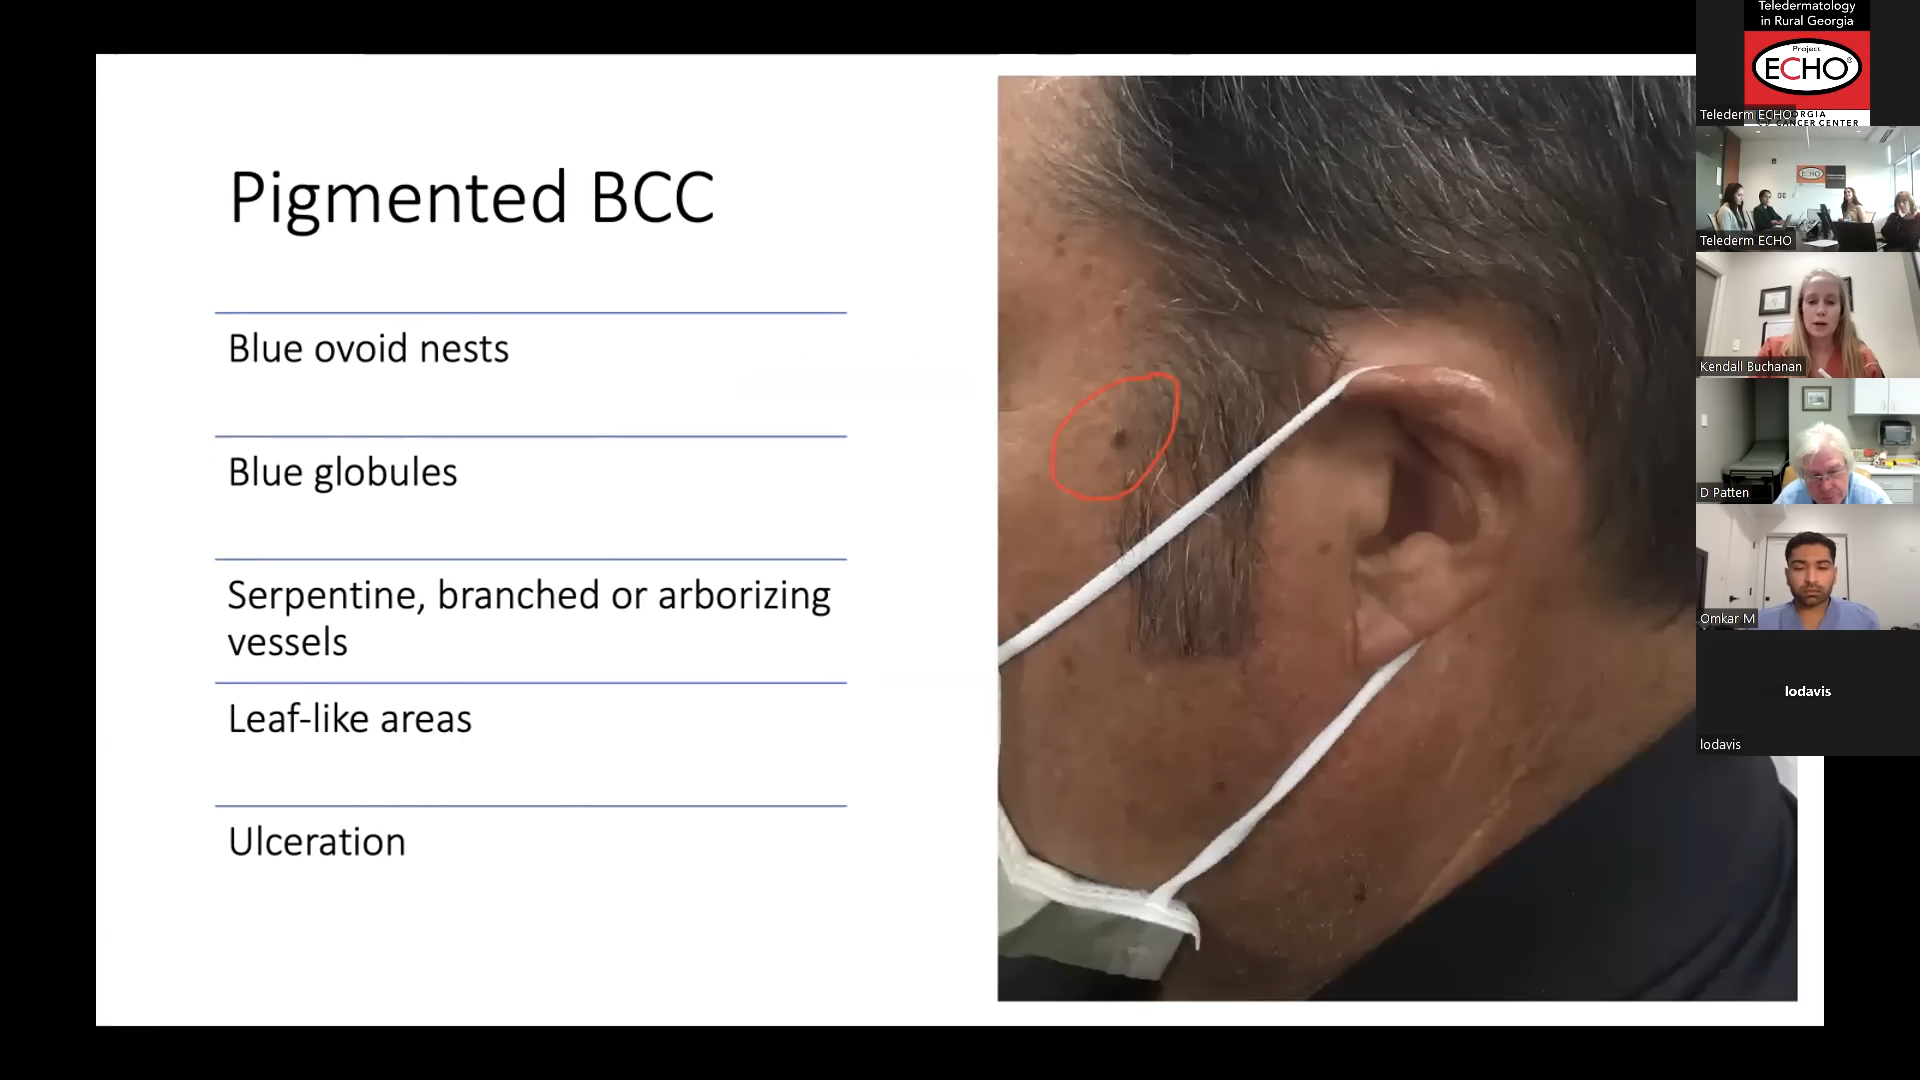 Pigmented BCC
Blue ovoid nests
Blue globules
Serpentine, branched or arborizing
vessels
Leaf-like areas
Ulceration
Teledermatology
in Rural Georgia
Project
ECHO®
Telederm ECHO
CANCER CENTER
ECHO
Telederm ECHO
Kendall Buchanan
D Patten
Omkar M
lodavis
lodavis